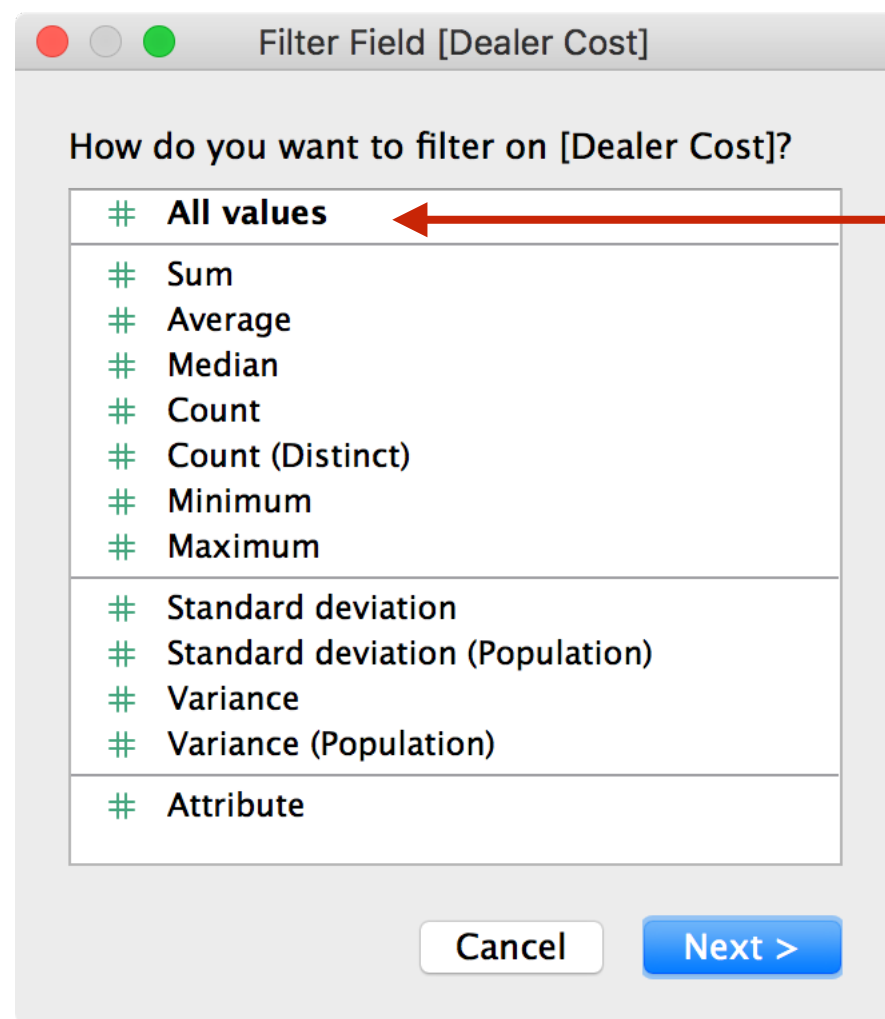 Filter Field [Dealer Cost]
How do you want to filter on [Dealer Cost]?
# All values
# Sum
# Average
# Median
# Count
# Count (Distinct)
# Minimum
# Maximum
# Standard deviation
# Standard deviation (Population)
# Variance
# Variance (Population)
# Attribute
Cancel Next >